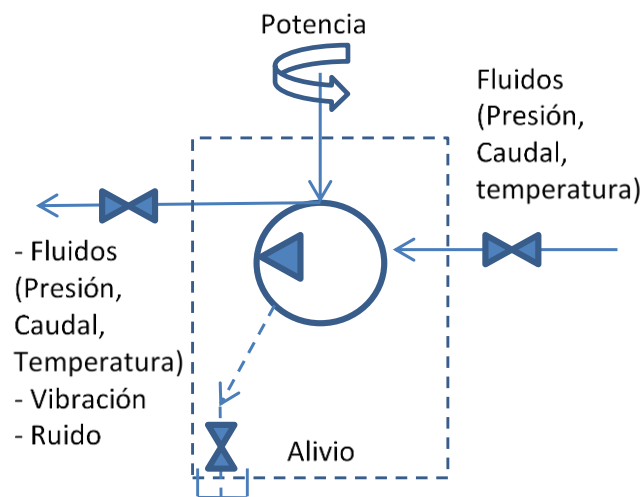 Potencia
Fluidos
(Presión,
Caudal,
temperatura)
- Fluidos
(Presión,
Caudal,
Temperatura)
- Vibración
- Ruido
Alivio